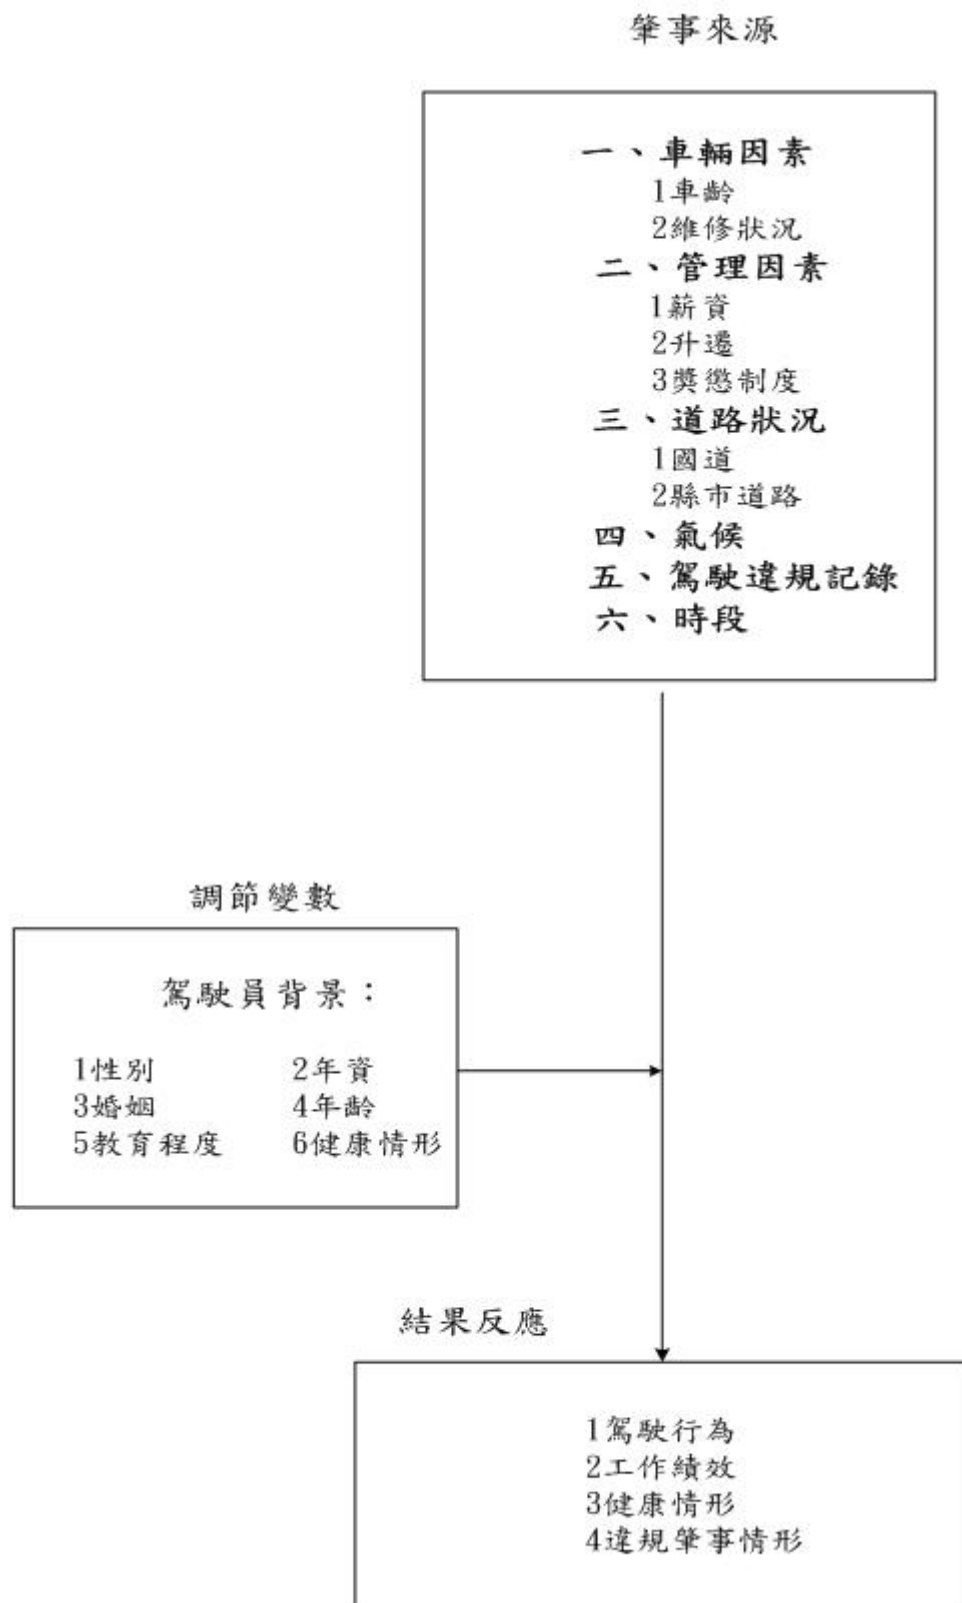 肇事來源
一、車輛因素
1車齡
2維修狀況
二、管理因素
1薪資
2升遷
3獎懲制度
三、道路狀況
1國道
2縣市道路
四、氣候
五、駕駛違規記錄
六、時段
調節變數
駕駛員背景：
1性別 2年資
3婚姻 4年齡
5教育程度 6健康情形
結果反應
1駕駛行為
2工作績效
3健康情形
4違規肇事情形